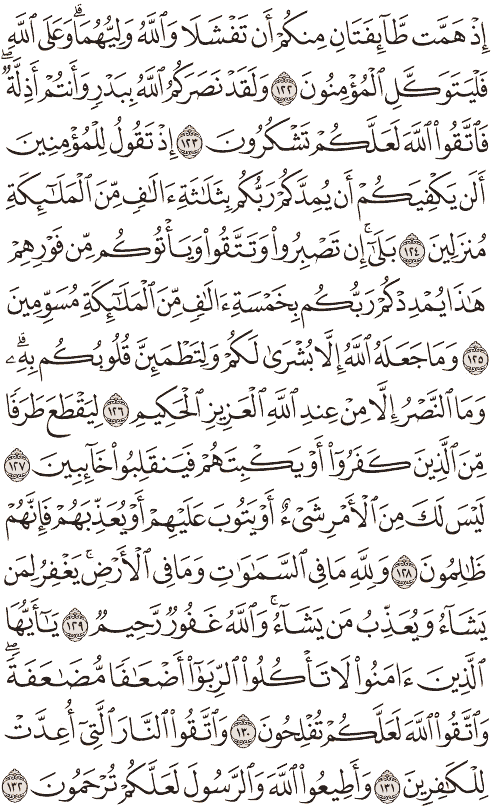 إِذْ هَمَّت طَّآئِفَتَانِ مِنكُمْ أَن تَفْشَلَا وَٱللَّهُ وَلِيُّهُمَا ۗ وَعَلَى ٱللَّهِ
فَلْيَتَوَكَّلِ ٱلْمُؤْمِنُونَ ١٢٢ وَلَقَدْ نَصَرَكُمُ ٱللَّهُ بِبَدْرٍ وَأَنتُمْ أَذِلَّةٌ ۖ
فَٱتَّقُوا۟ ٱللَّهَ لَعَلَّكُمْ تَشْكُرُونَ ١٢٣ إِذْ تَقُولُ لِلْمُؤْمِنِينَ
أَلَن يَكْفِيَكُمْ أَن يُمِدَّكُمْ رَبُّكُم بِثَلَٰثَةِ ءَالَٰفٍ مِّنَ ٱلْمَلَٰٓئِكَةِ
مُنزَلِينَ ١٢٤ بَلَىٰٓ ۚ إِن تَصْبِرُوا۟ وَتَتَّقُوا۟ وَيَأْتُوكُم مِّن فَوْرِهِمْ
هَٰذَا يُمْدِدْكُمْ رَبُّكُم بِخَمْسَةِ ءَالَٰفٍ مِّنَ ٱلْمَلَٰٓئِكَةِ مُسَوِّمِينَ
١٢٥ وَمَا جَعَلَهُ ٱللَّهُ إِلَّا بُشْرَىٰ لَكُمْ وَلِتَطْمَئِنَّ قُلُوبُكُم بِهِۦ ۗ
وَمَا ٱلنَّصْرُ إِلَّا مِنْ عِندِ ٱللَّهِ ٱلْعَزِيزِ ٱلْحَكِيمِ ١٢٦ لِيَقْطَعَ طَرَفًا
مِّنَ ٱلَّذِينَ كَفَرُوٓا۟ أَوْ يَكْبِتَهُمْ فَيَنقَلِبُوا۟ خَآئِبِينَ ١٢٧
لَيْسَ لَكَ مِنَ ٱلْأَمْرِ شَىْءٌ أَوْ يَتُوبَ عَلَيْهِمْ أَوْ يُعَذِّبَهُمْ فَإِنَّهُمْ
ظَٰلِمُونَ ١٢٨ وَلِلَّهِ مَا فِى ٱلسَّمَٰوَٰتِ وَمَا فِى ٱلْأَرْضِ ۚ يَغْفِرُ لِمَن
يَشَآءُ وَيُعَذِّبُ مَن يَشَآءُ ۚ وَٱللَّهُ غَفُورٌ رَّحِيمٌ ١٢٩ يَٰٓأَيُّهَا
ٱلَّذِينَ ءَامَنُوا۟ لَا تَأْكُلُوا۟ ٱلرِّبَوٰٓا۟ أَضْعَٰفًا مُّضَٰعَفَةً ۖ
وَٱتَّقُوا۟ ٱللَّهَ لَعَلَّكُمْ تُفْلِحُونَ ١٣٠ وَٱتَّقُوا۟ ٱلنَّارَ ٱلَّتِىٓ أُعِدَّتْ
لِلْكَٰفِرِينَ ١٣١ وَأَطِيعُوا۟ ٱللَّهَ وَٱلرَّسُولَ لَعَلَّكُمْ تُرْحَمُونَ ١٣٢